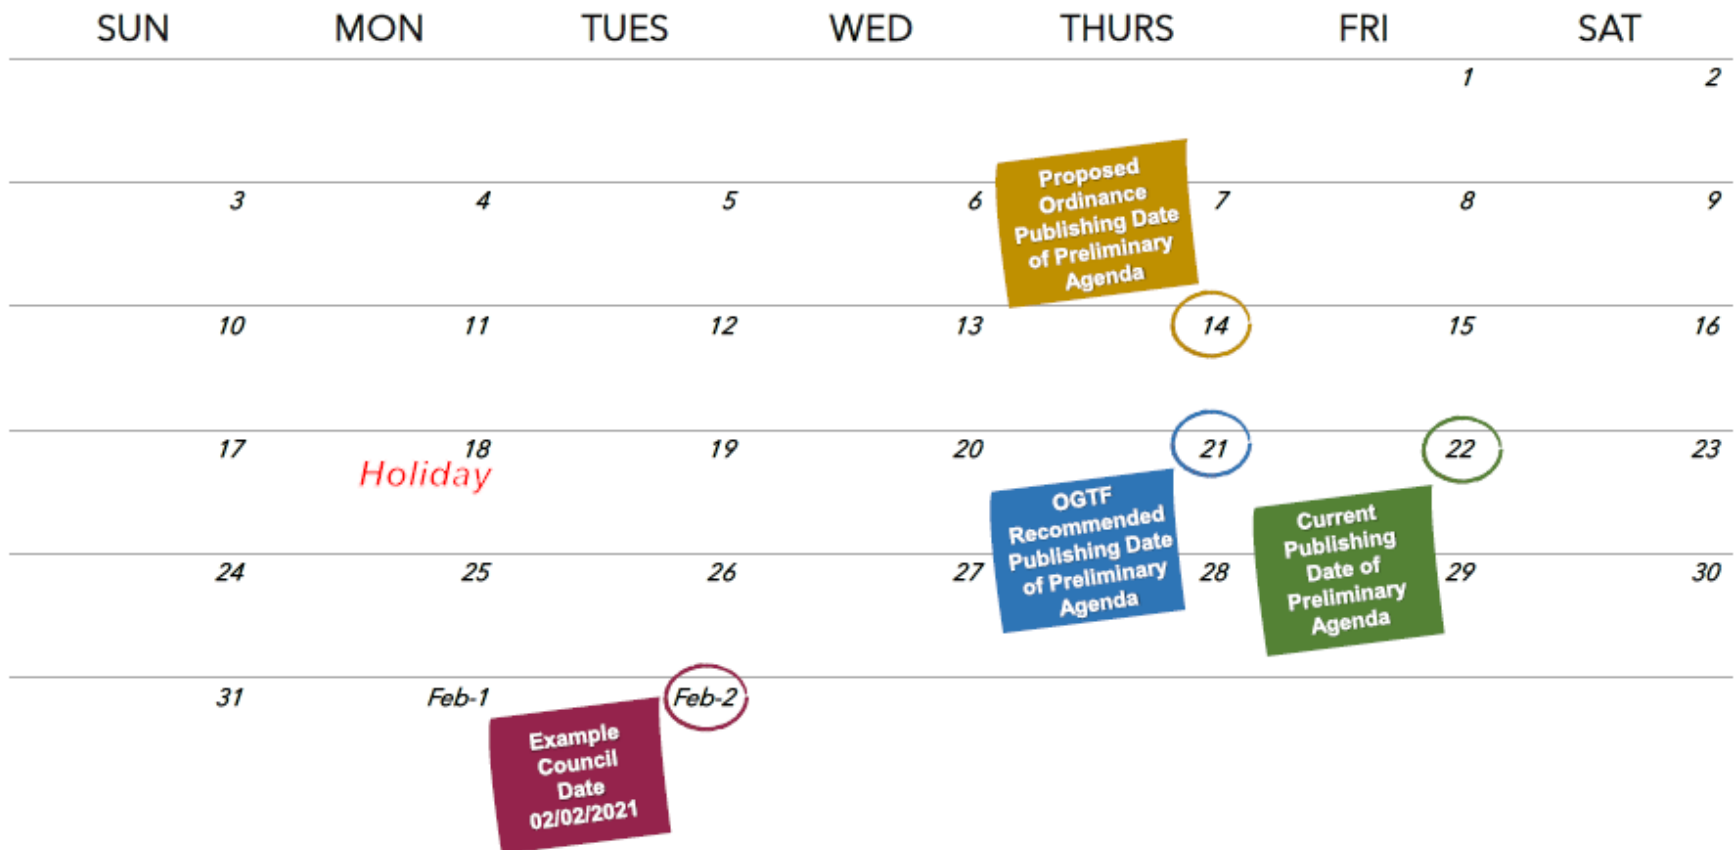 SUN MON TUES WED THURS FRI SAT
1 2
Proposed
Ordinance
Publishing Date
of Preliminary
Agenda
3 4 5 6 7 8 9
10 11 12 13 14 15 16
17 18 19 20 21 22 23
Holiday
OGTF
Recommended
Publishing Date
of Preliminary
Agenda
Current
Publishing
Date of
Preliminary
Agenda
24 25 26 27 28 29 30
31 Feb-1 Feb-2
Example
Council
Date
02/02/2021